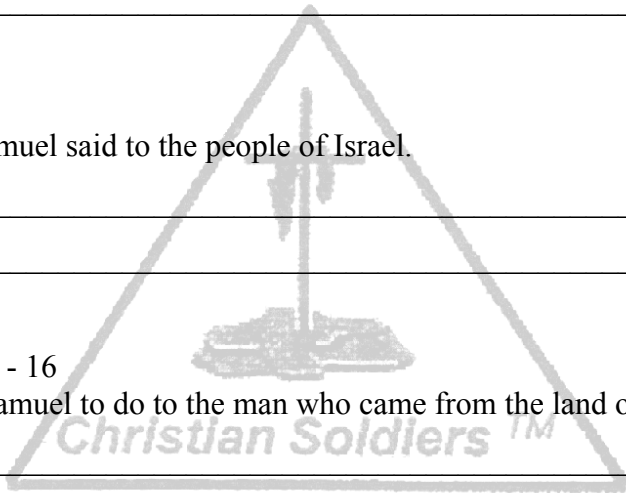 muel said to the people of Israel.
- 16
amuel to do to the man who came from the land o
Christian Soldiers TM